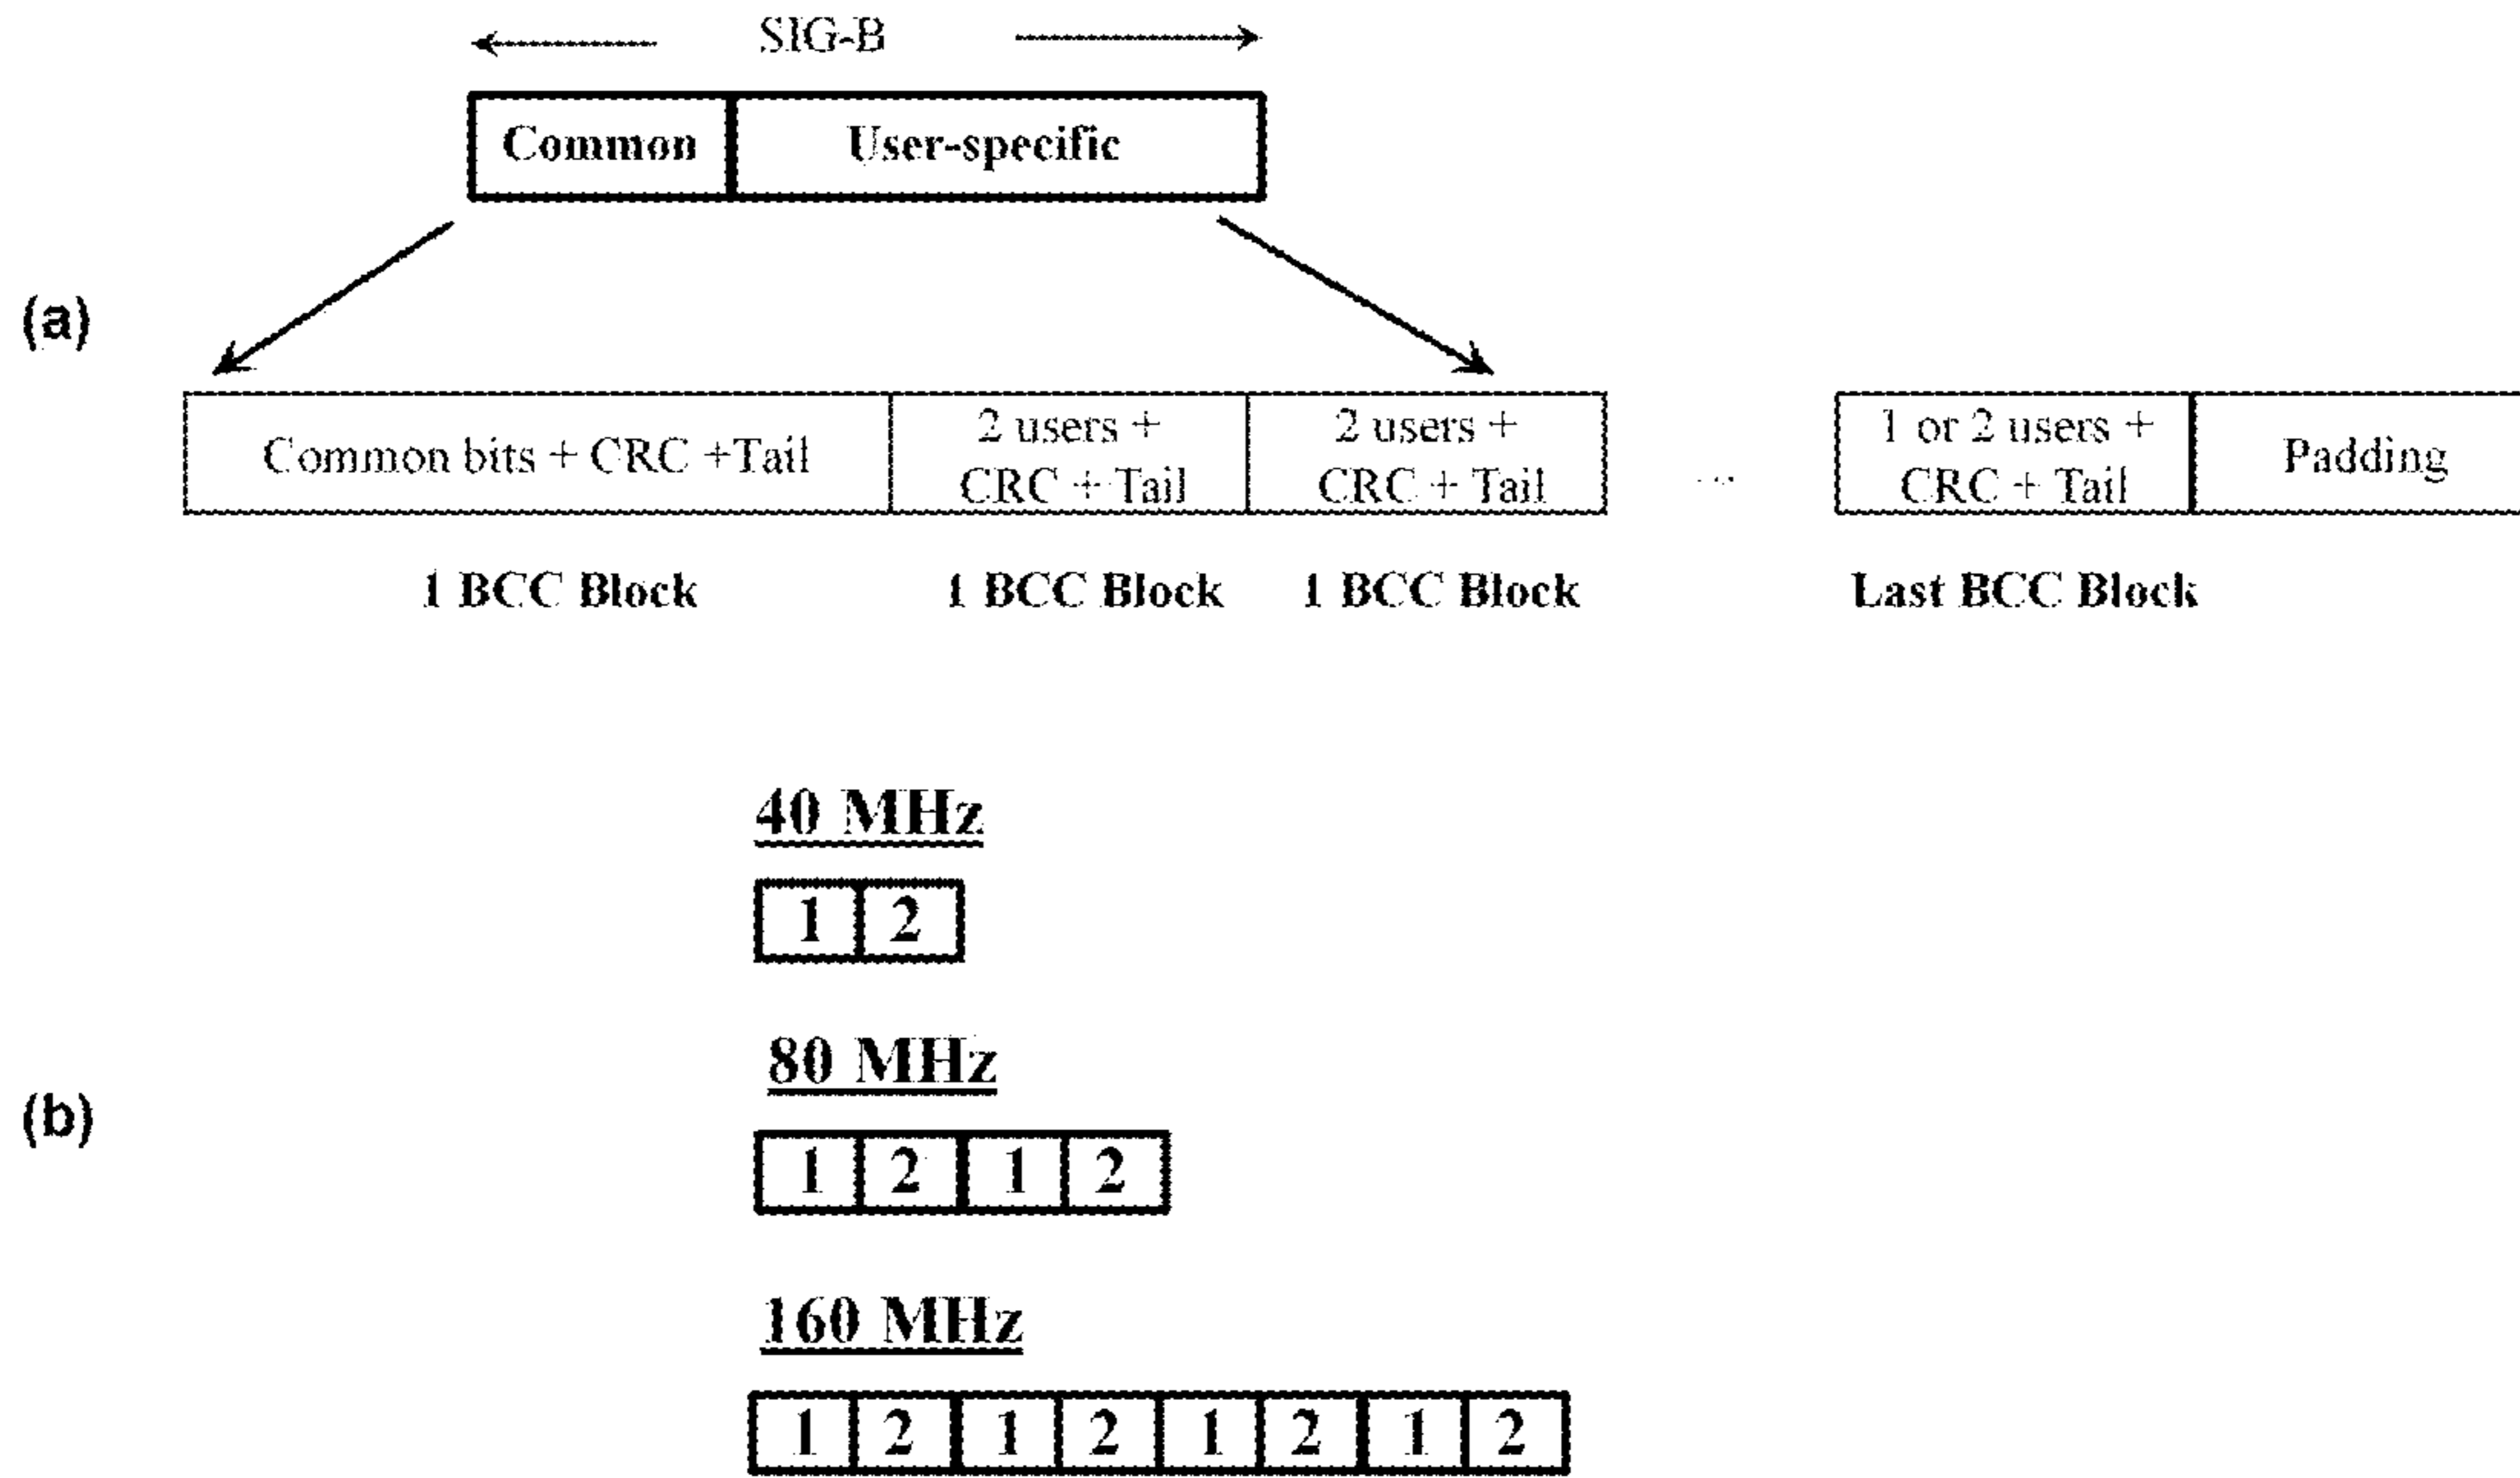 SIG-B
Common User-specific
(a)
Common bits + CRC +Tail
2 users +
CRC + Tail
2 users +
CRC + Tail
...
1 or 2 users +
CRC + Tail
Padding
1 BCC Block 1 BCC Block 1 BCC Block Last BCC Block
40 MHz
1 2
80 MHz
(b)
1 2 1 2
160 MHz
1 2 1 2 1 2 1 2